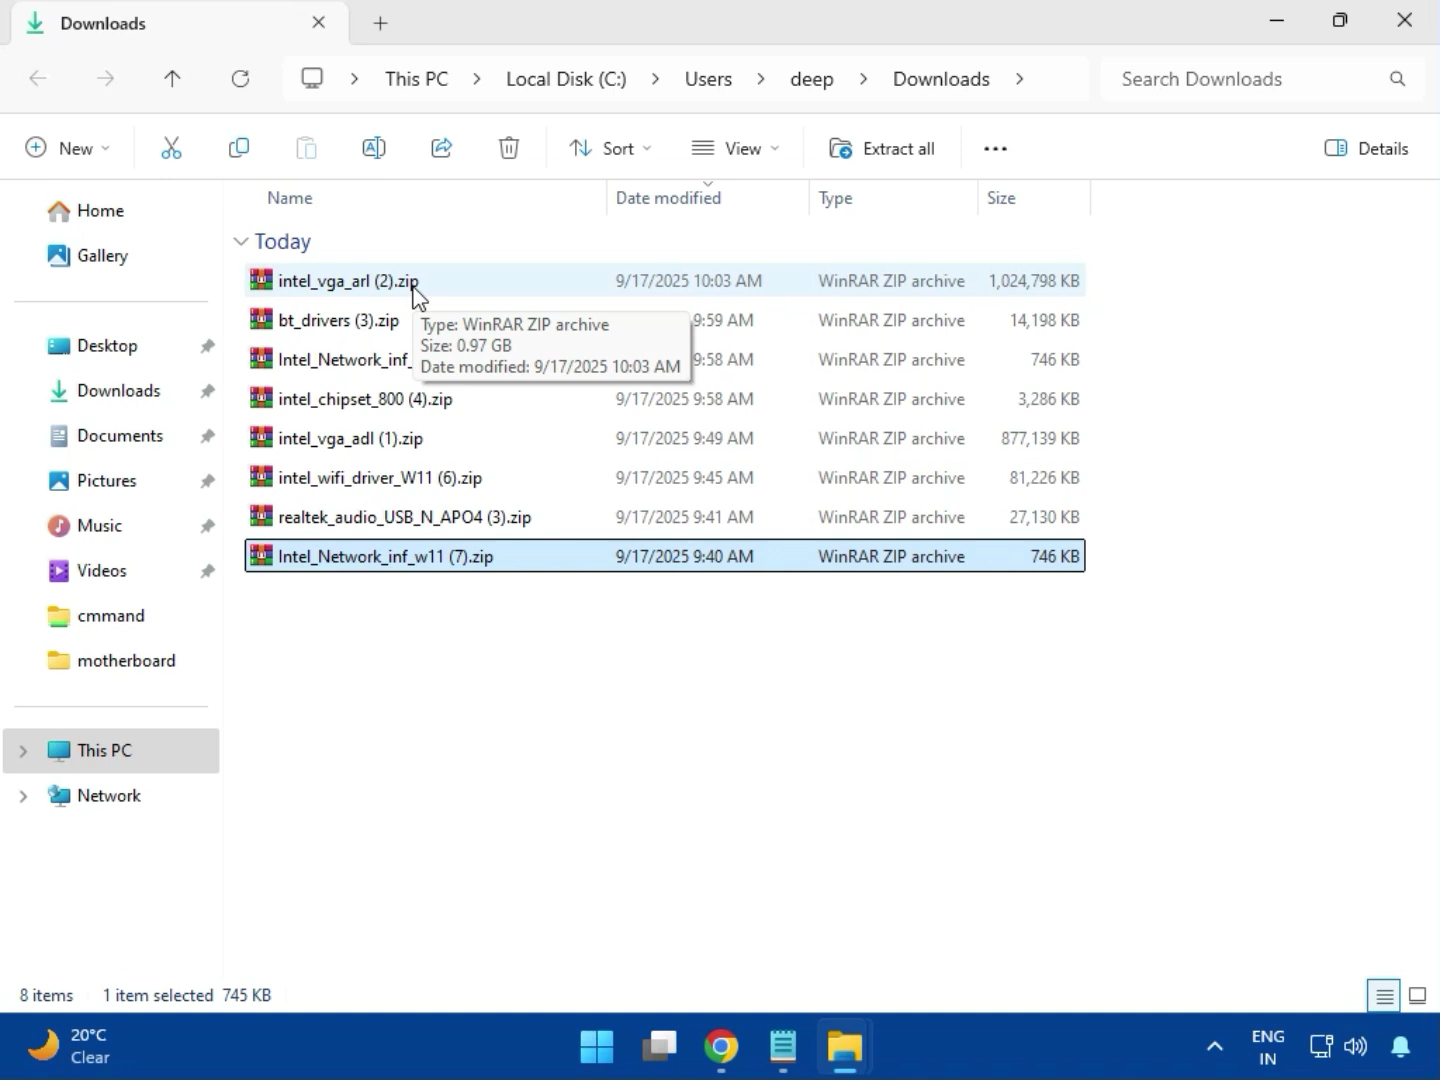 Downloads
This PC Local Disk (C:) Users deep Downloads Search Downloads
New Sort View Extract all Details
Name Date modified Type Size
Home
Gallery
Desktop
Downloads
Documents
Pictures
Music
Videos
cmmand
motherboard
This PC
Network
Today
intel_vga_arl (2).zip 9/17/2025 10:03 AM WinRAR ZIP archive 1,024,798 KB
bt_drivers (3).zip 9:59 AM WinRAR ZIP archive 14,198 KB
Intel_Network_inf_ 9:58 AM WinRAR ZIP archive 746 KB
intel_chipset_800 (4).zip 9/17/2025 9:58 AM WinRAR ZIP archive 3,286 KB
intel_vga_adl (1).zip 9/17/2025 9:49 AM WinRAR ZIP archive 877,139 KB
intel_wifi_driver_W11 (6).zip 9/17/2025 9:45 AM WinRAR ZIP archive 81,226 KB
realtek_audio_USB_N_APO4 (3).zip 9/17/2025 9:41 AM WinRAR ZIP archive 27,130 KB
Intel_Network_inf_w11 (7).zip 9/17/2025 9:40 AM WinRAR ZIP archive 746 KB
Type: WinRAR ZIP archive
Size: 0.97 GB
Date modified: 9/17/2025 10:03 AM
8 items 1 item selected 745 KB
20°C
Clear
ENG
IN